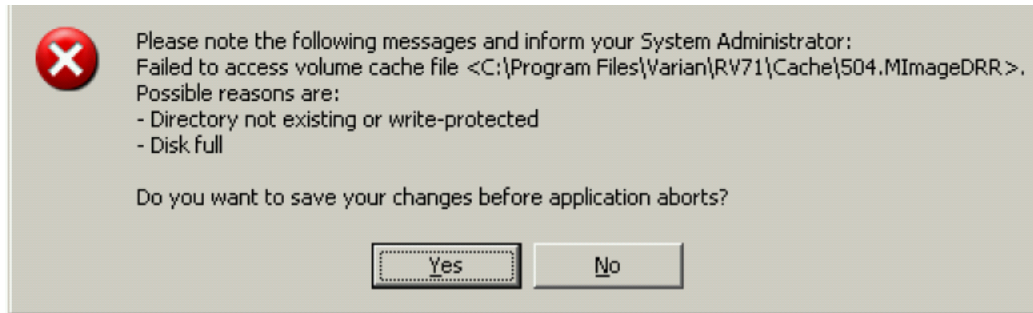 Please note the following messages and inform your System Administrator:
Failed to access volume cache file <C:\Program Files\Varian\RV71\Cache\504.MImageDRR>.
Possible reasons are:
- Directory not existing or write-protected
- Disk full
Do you want to save your changes before application aborts?
Yes
No